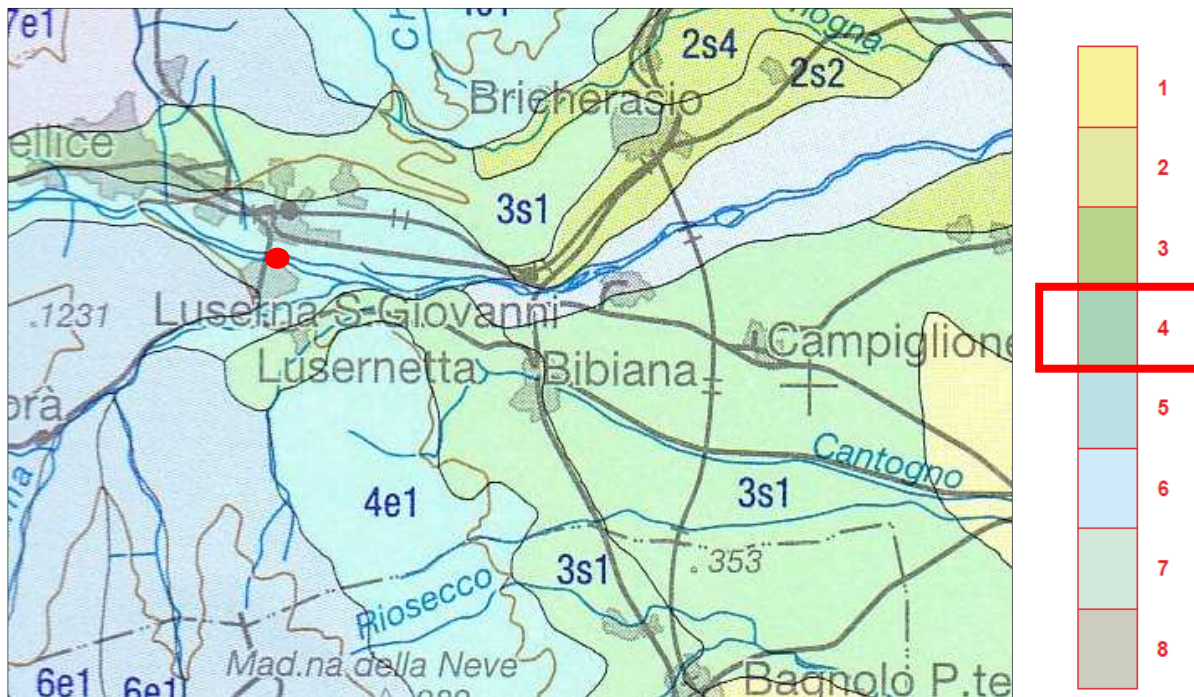 7e1
2s4
2s2
Bricherasio
ellice
3s1
.1231
Luserna S.Giovanni
Lusernetta
Bibiana
Campiglione
orà
Cantogno
4e1
3s1
3s1
.353
Riosecco
Mad.na della Neve
6e1
6e1
Bagnolo P.te
1
2
3
4
5
6
7
8